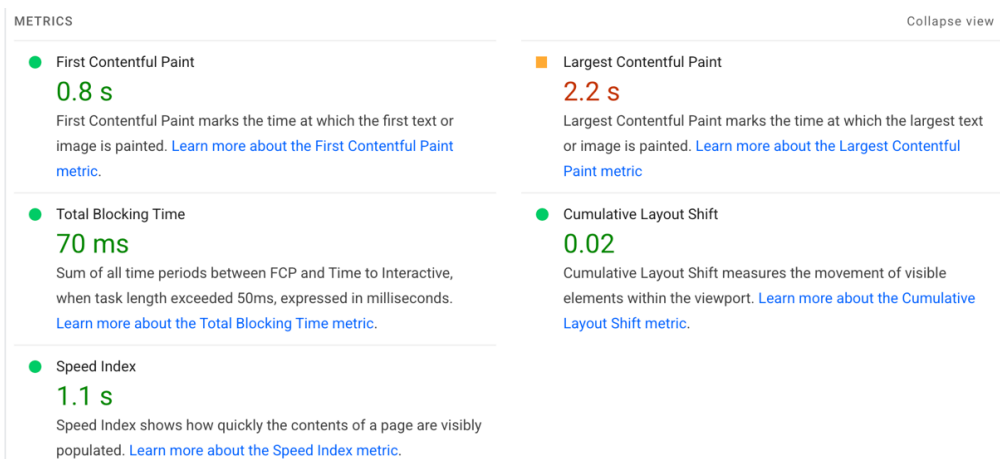 METRICS
Collapse view
First Contentful Paint
0.8 s
First Contentful Paint marks the time at which the first text or
image is painted. Learn more about the First Contentful Paint
metric.
Largest Contentful Paint
2.2 s
Largest Contentful Paint marks the time at which the largest text
or image is painted. Learn more about the Largest Contentful
Paint metric
Total Blocking Time
70 ms
Sum of all time periods between FCP and Time to Interactive,
when task length exceeded 50ms, expressed in milliseconds.
Learn more about the Total Blocking Time metric.
Cumulative Layout Shift
0.02
Cumulative Layout Shift measures the movement of visible
elements within the viewport. Learn more about the Cumulative
Layout Shift metric.
Speed Index
1.1 s
Speed Index shows how quickly the contents of a page are visibly
populated. Learn more about the Speed Index metric.